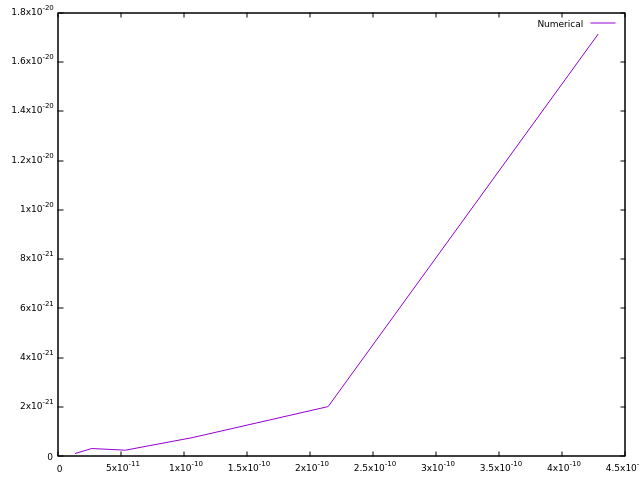 1.8x10⁻²⁰
Numerical
1.6x10⁻²⁰
1.4x10⁻²⁰
1.2x10⁻²⁰
1x10⁻²⁰
8x10⁻²¹
6x10⁻²¹
4x10⁻²¹
2x10⁻²¹
0
0 5x10⁻¹¹ 1x10⁻¹⁰ 1.5x10⁻¹⁰ 2x10⁻¹⁰ 2.5x10⁻¹⁰ 3x10⁻¹⁰ 3.5x10⁻¹⁰ 4x10⁻¹⁰ 4.5x10